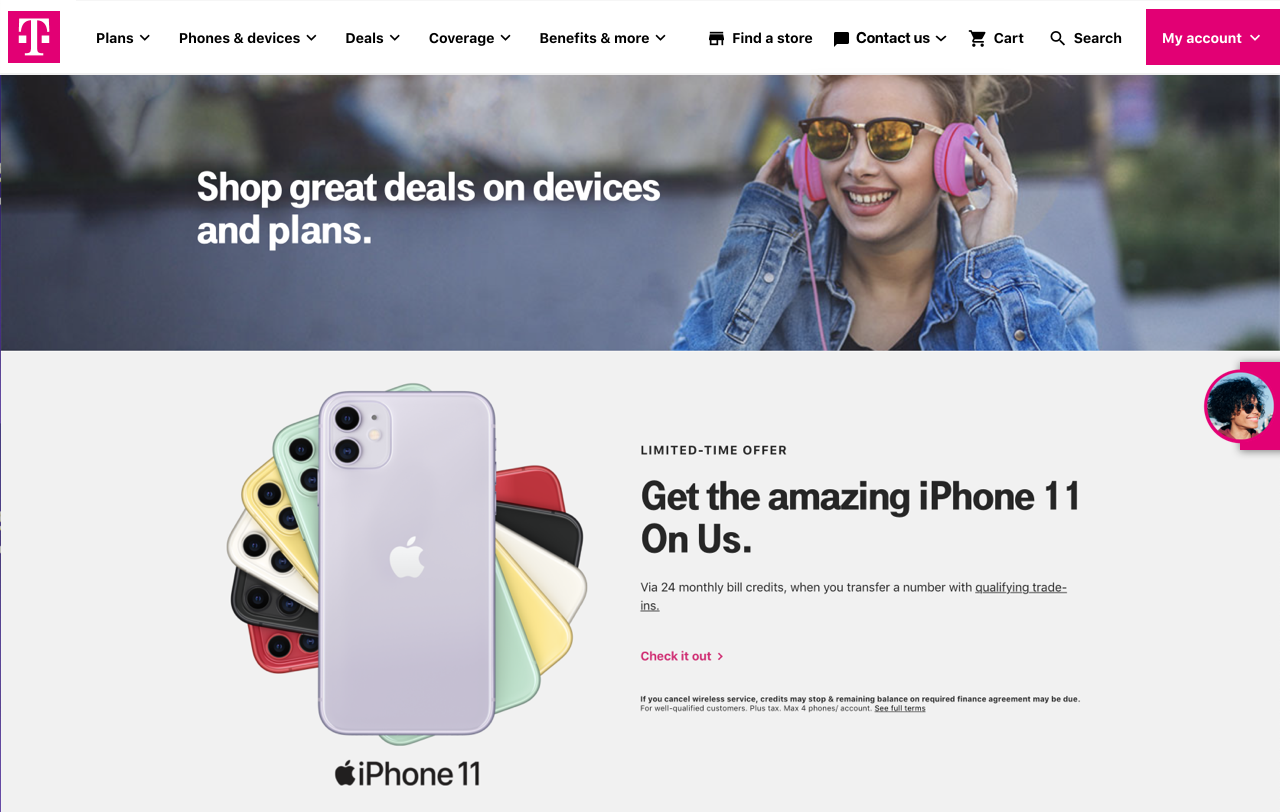 T
Plans
Phones & devices
Deals
Coverage
Benefits & more
Find a store
Contact us
Cart
Search
My account
Shop great deals on devices
and plans.
LIMITED-TIME OFFER
Get the amazing iPhone 11
On Us.
Via 24 monthly bill credits, when you transfer a number with qualifying trade-
ins.
Check it out
If you cancel wireless service, credits may stop & remaining balance on required finance agreement may be due.
For well-qualified customers. Plus tax. Max 4 phones/ account. See full terms
iPhone 11